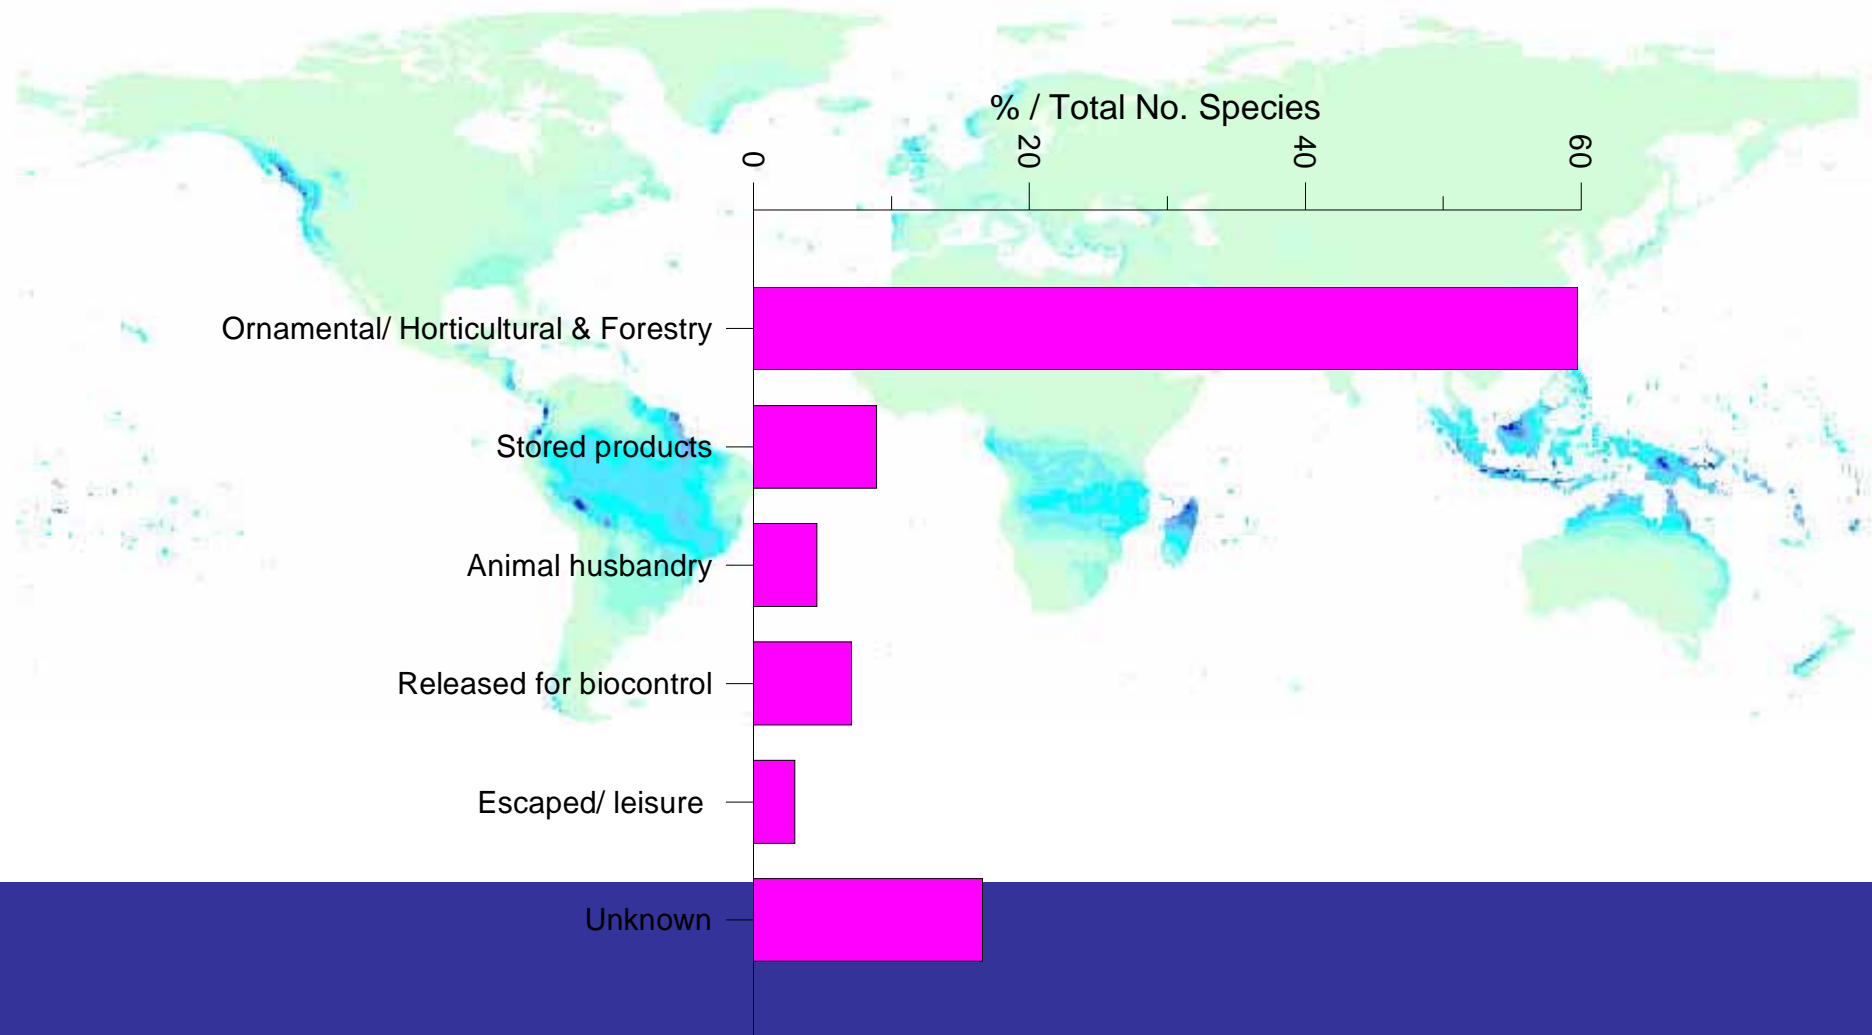 % / Total No. Species
0
20
40
60
Ornamental/ Horticultural & Forestry
Stored products
Animal husbandry
Released for biocontrol
Escaped/ leisure
Unknown